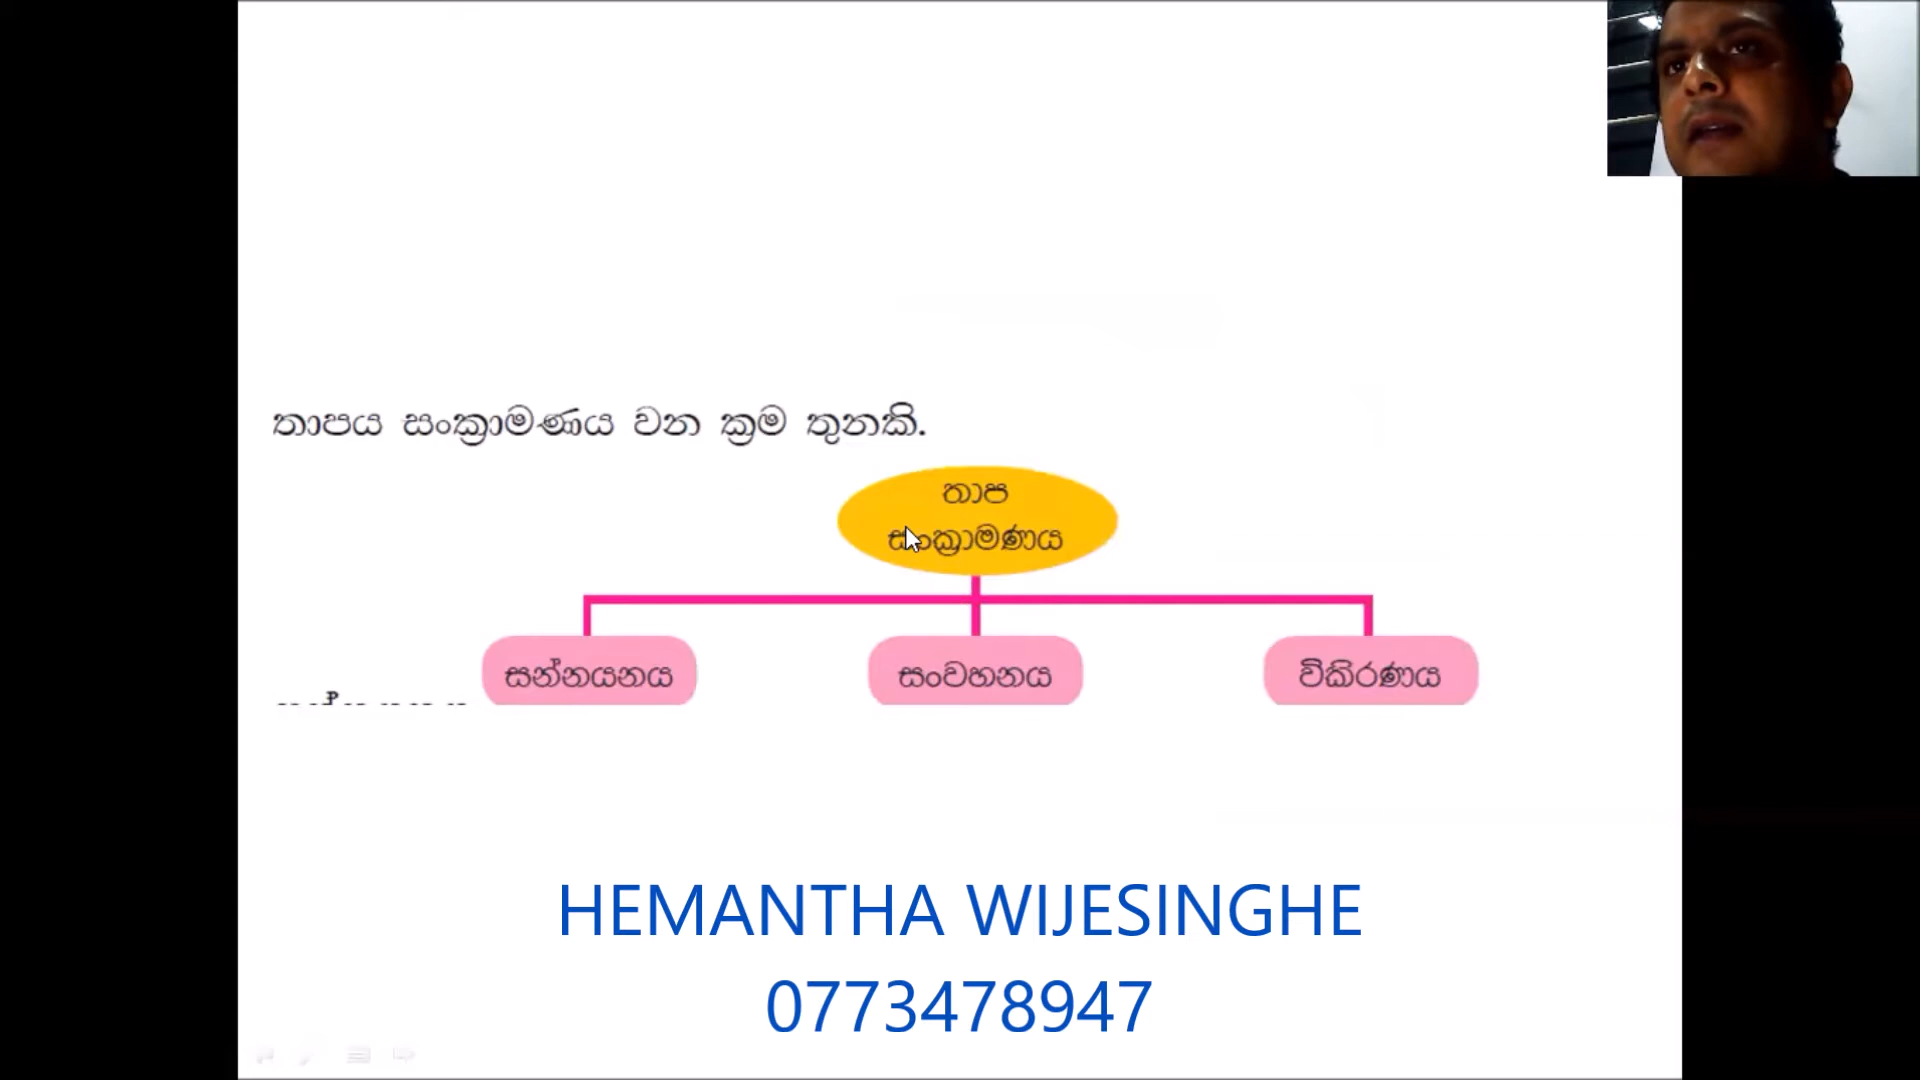 තාපය සංක්‍රාමණය වන ක්‍රම තුනකි.
තාප
සංක්‍රාමණය
සන්නයනය
සංවහනය
විකිරණය
HEMANTHA WIJESINGHE
0773478947